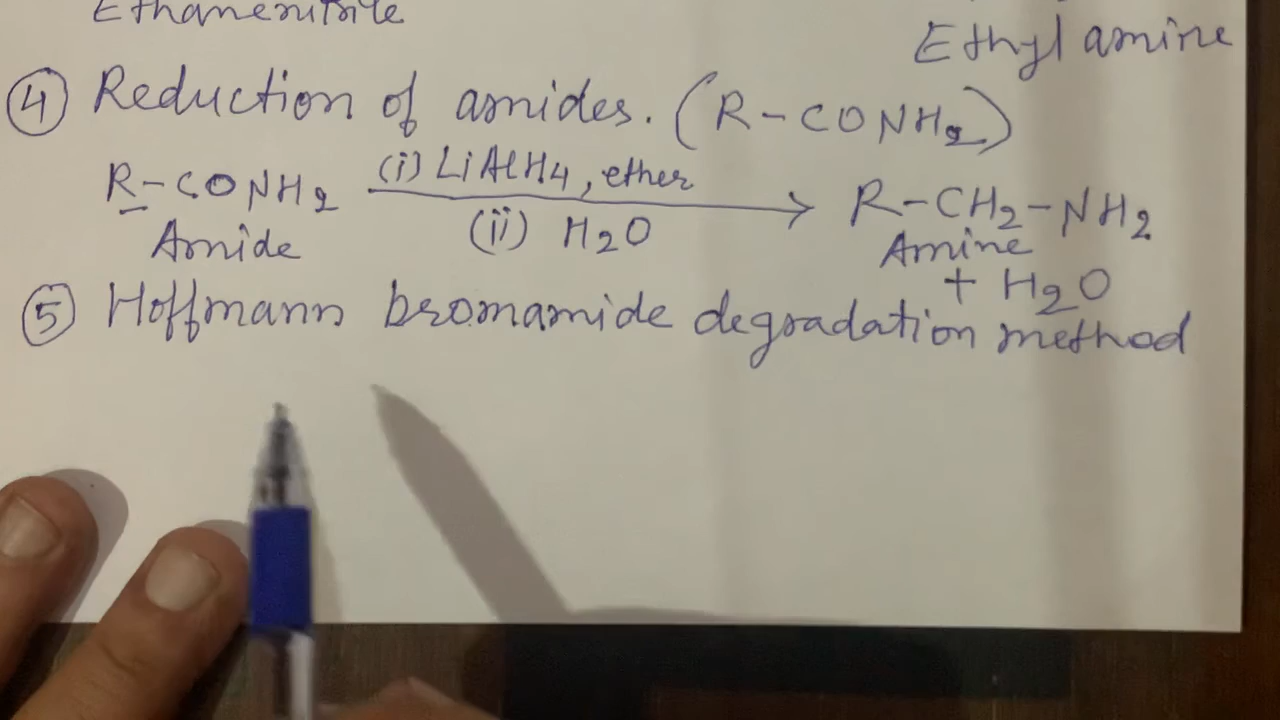 Ethanenitrile
Ethyl amine
④ Reduction of amides. (R-CONH₂)
R-CONH₂ (i) LiAlH₄, ether → R-CH₂-NH₂
(ii) H₂O
Amide Amine
+ H₂O
⑤ Hoffmann bromamide degradation method